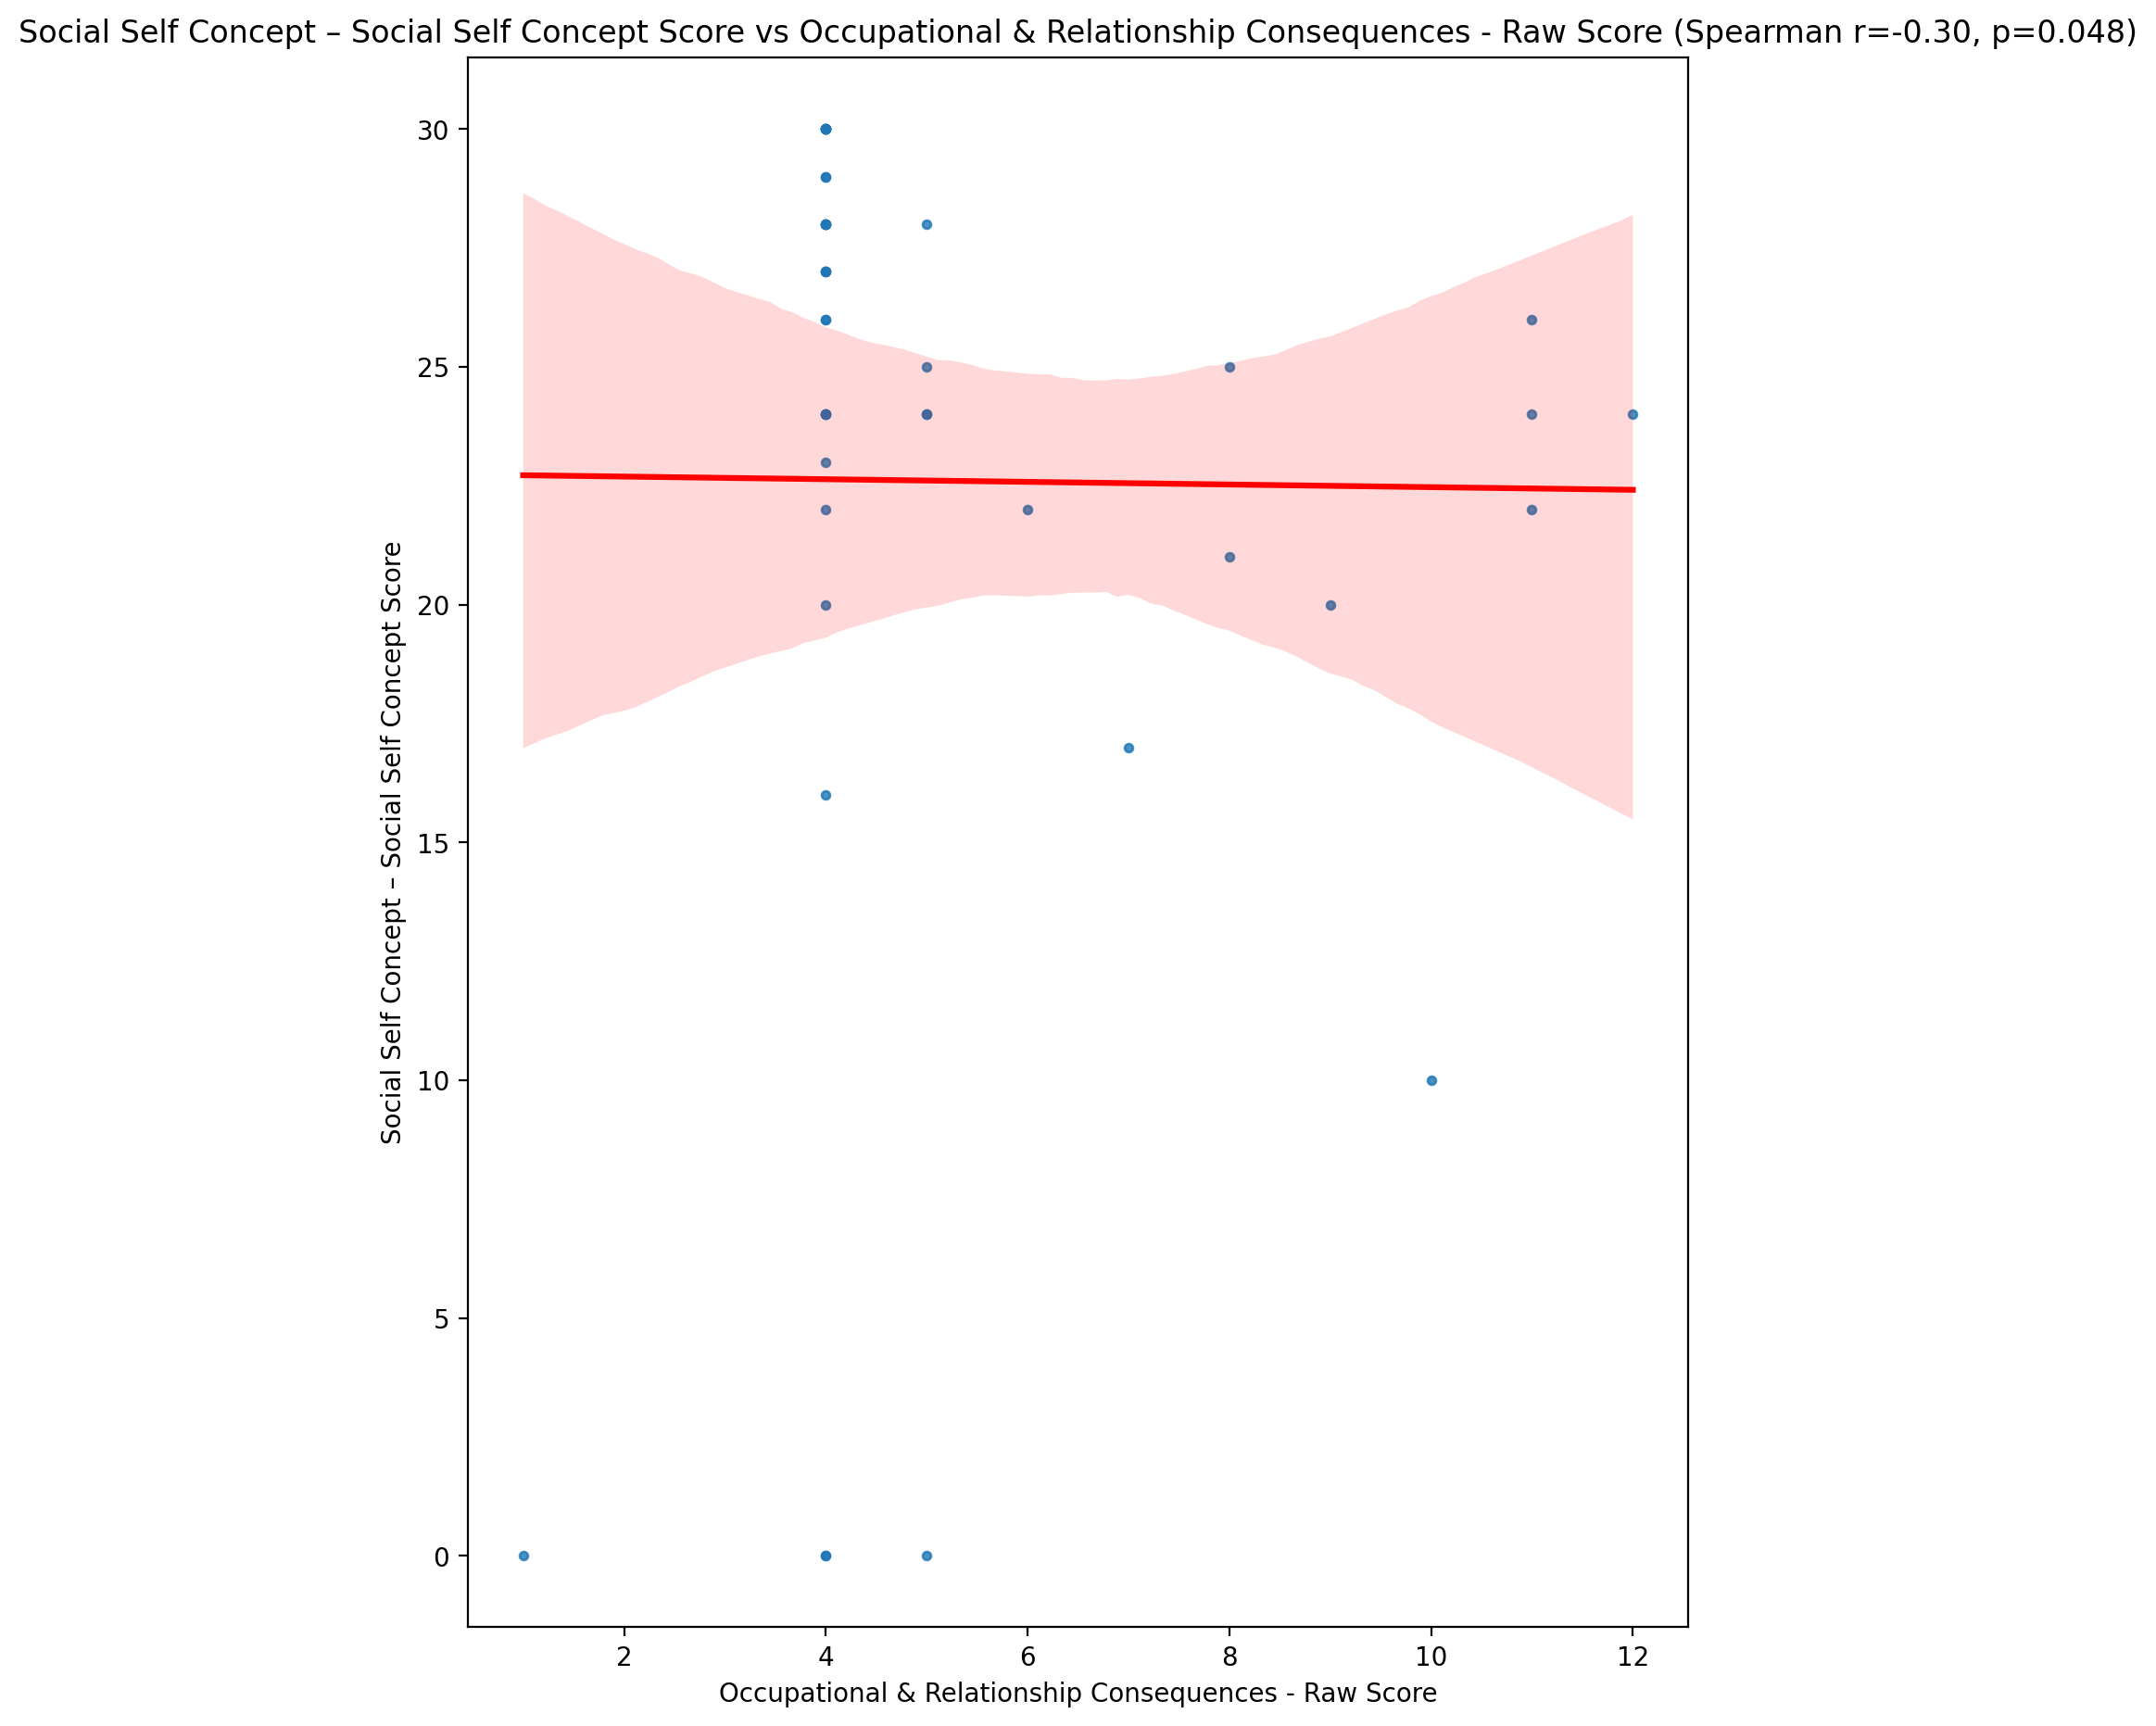 Social Self Concept – Social Self Concept Score vs Occupational & Relationship Consequences - Raw Score (Spearman r=-0.30, p=0.048)
Social Self Concept – Social Self Concept Score
30
25
20
15
10
5
0
2 4 6 8 10 12
Occupational & Relationship Consequences - Raw Score